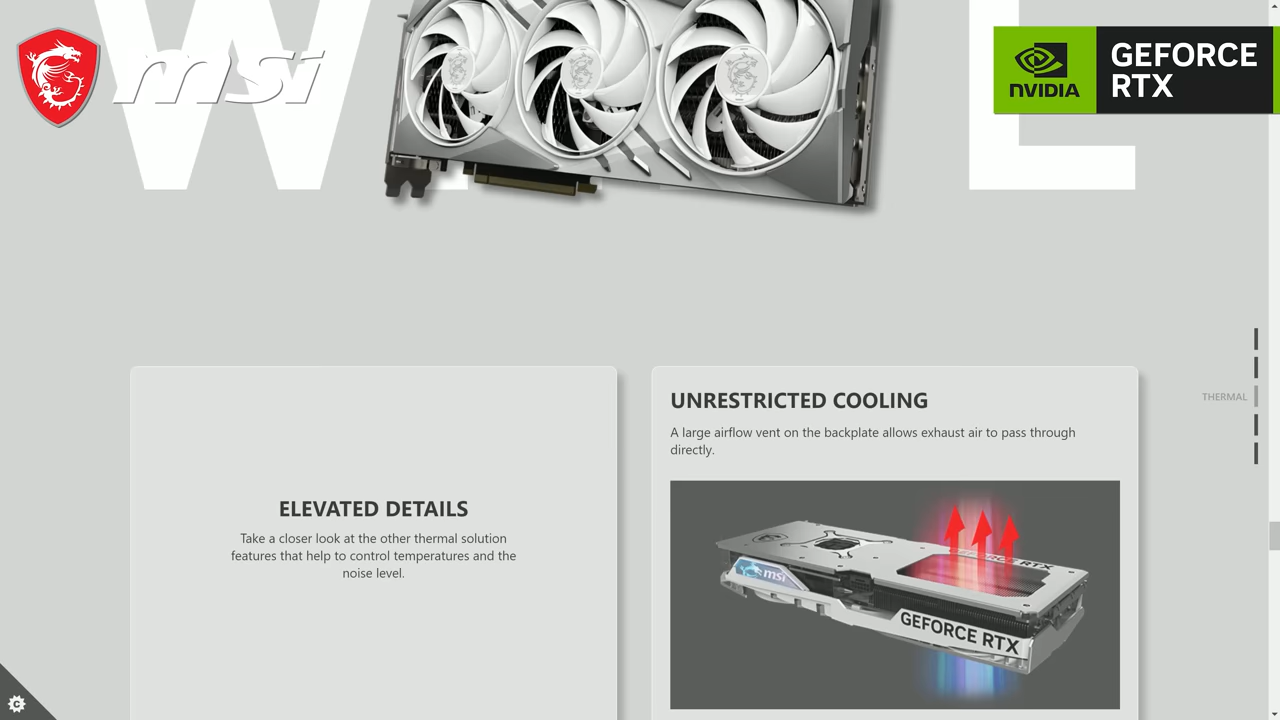 W L
msi
NVIDIA
GEFORCE
RTX
THERMAL
ELEVATED DETAILS
Take a closer look at the other thermal solution
features that help to control temperatures and the
noise level.
UNRESTRICTED COOLING
A large airflow vent on the backplate allows exhaust air to pass through
directly.
GEFORCE RTX
msi
GEFORCE RTX